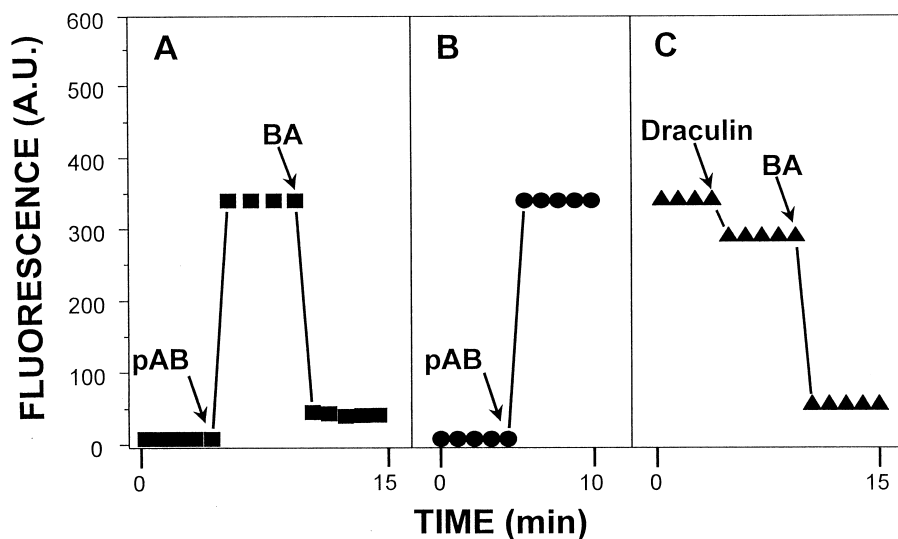 FLUORESCENCE (A.U.)
600
500
400
300
200
100
0
A
BA
pAB
0
15
B
pAB
0
10
C
Draculin
BA
0
15
TIME (min)